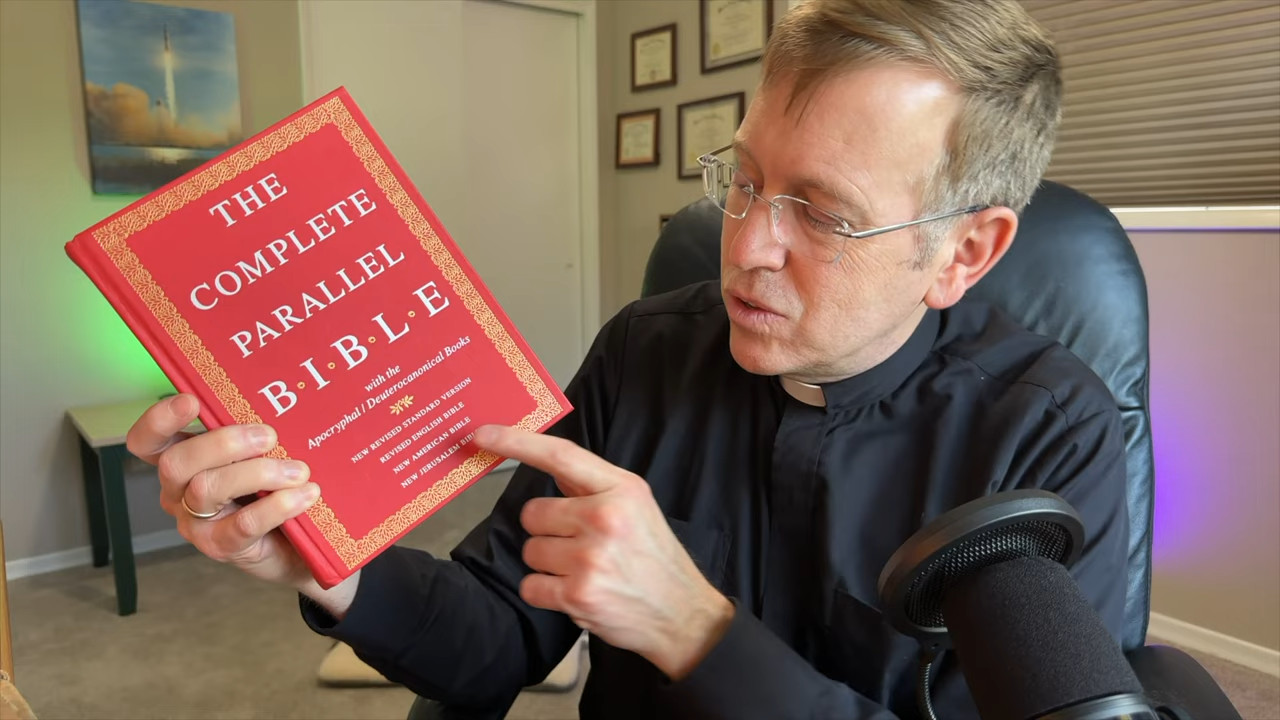 THE
COMPLETE
PARALLEL
B·I·B·L·E
with the
Apocryphal / Deuterocanonical Books
NEW REVISED STANDARD VERSION
REVISED ENGLISH BIBLE
NEW AMERICAN BIBLE
NEW JERUSALEM BIBLE